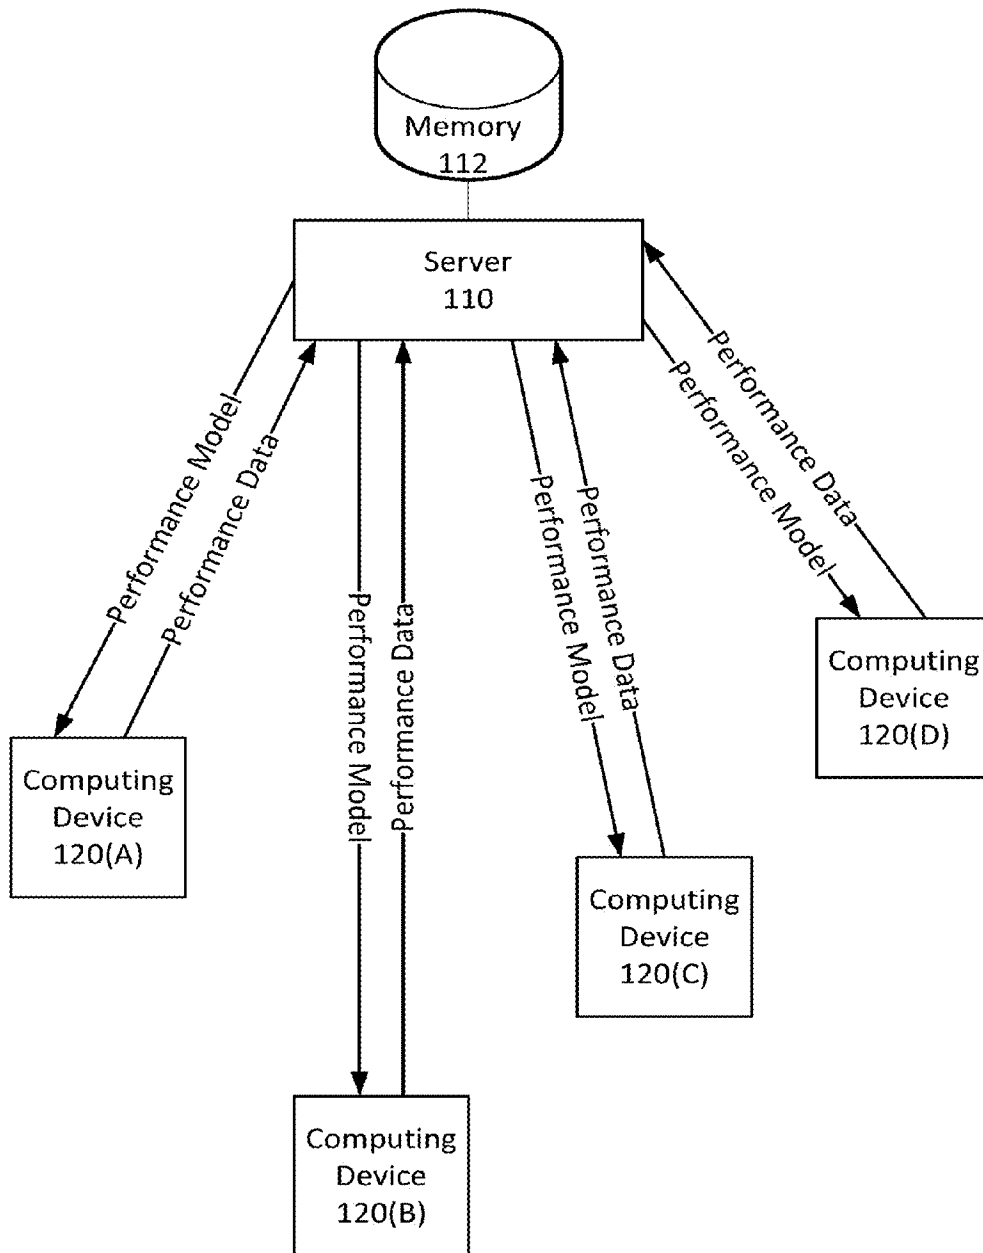 Memory
112
Server
110
Performance Model
Performance Data
Performance Model
Performance Data
Performance Model
Performance Data
Performance Model
Performance Data
Computing
Device
120(A)
Computing
Device
120(B)
Computing
Device
120(C)
Computing
Device
120(D)